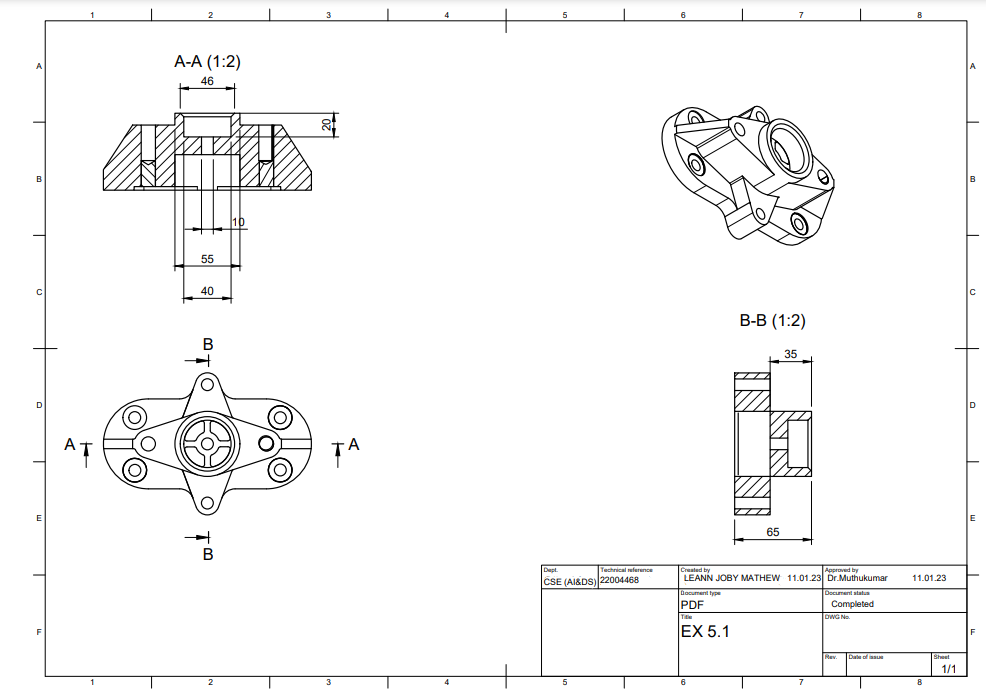 1 2 3 4 5 6 7 8
A A
A-A (1:2)
46
20
B B
10
55
40
C C
B-B (1:2)
35
B
D D
A A
E E
65
B
Dept.
CSE (AI&DS)
Technical reference
22004468
Created by
LEANN JOBY MATHEW 11.01.23
Approved by
Dr.Muthukumar 11.01.23
Document type
PDF
Document status
Completed
Title
EX 5.1
DWG No.
Rev.
Date of issue
Sheet
1/1
F F
1 2 3 4 5 6 7 8